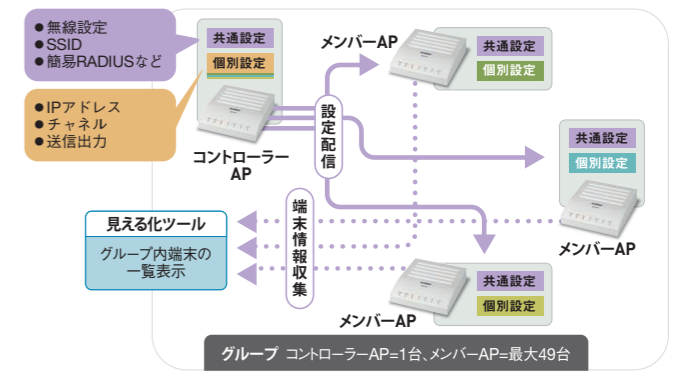 ●無線設定
●SSID
●簡易RADIUSなど
●IPアドレス
●チャネル
●送信出力
共通設定
個別設定
コントローラー
AP
設定配信
メンバーAP
共通設定
個別設定
共通設定
個別設定
メンバーAP
共通設定
個別設定
メンバーAP
端末情報収集
見える化ツール
グループ内端末の
一覧表示
グループ コントローラーAP=1台、メンバーAP=最大49台